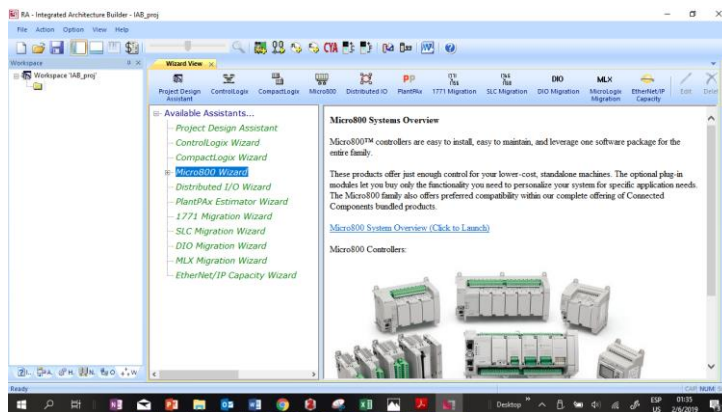 RA - Integrated Architecture Builder - IAB_proj
File Action Option View Help
CYA
Workspace
Wizard View
Workspace 'IAB_proj'
Project Design Assistant
ControlLogix
CompactLogix
Micro800
Distributed IO
PlantPAx
1771 Migration
SLC Migration
DIO
DIO Migration
MLX
MicroLogix Migration
EtherNet/IP Capacity
Edit
Available Assistants...
Project Design Assistant
ControlLogix Wizard
CompactLogix Wizard
Micro800 Wizard
Distributed I/O Wizard
PlantPAx Estimator Wizard
1771 Migration Wizard
SLC Migration Wizard
DIO Migration Wizard
MLX Migration Wizard
EtherNet/IP Capacity Wizard
Micro800 Systems Overview
Micro800™ controllers are easy to install, easy to maintain, and leverage one software package for the
entire family.
These products offer just enough control for your lower-cost, standalone machines. The optional plug-in
modules let you buy only the functionality you need to personalize your system for specific application needs.
The Micro800 family also offers preferred compatibility within our complete offering of Connected
Components bundled products.
Micro800 System Overview (Click to Launch)
Micro800 Controllers:
Ready
CAP NUM
Desktop
ESP
US
01:35
2/6/2019